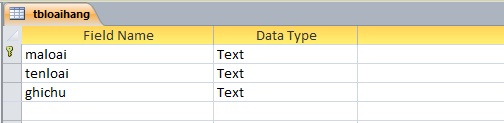 tbloaihang
Field Name Data Type
maloai Text
tenloai Text
ghichu Text